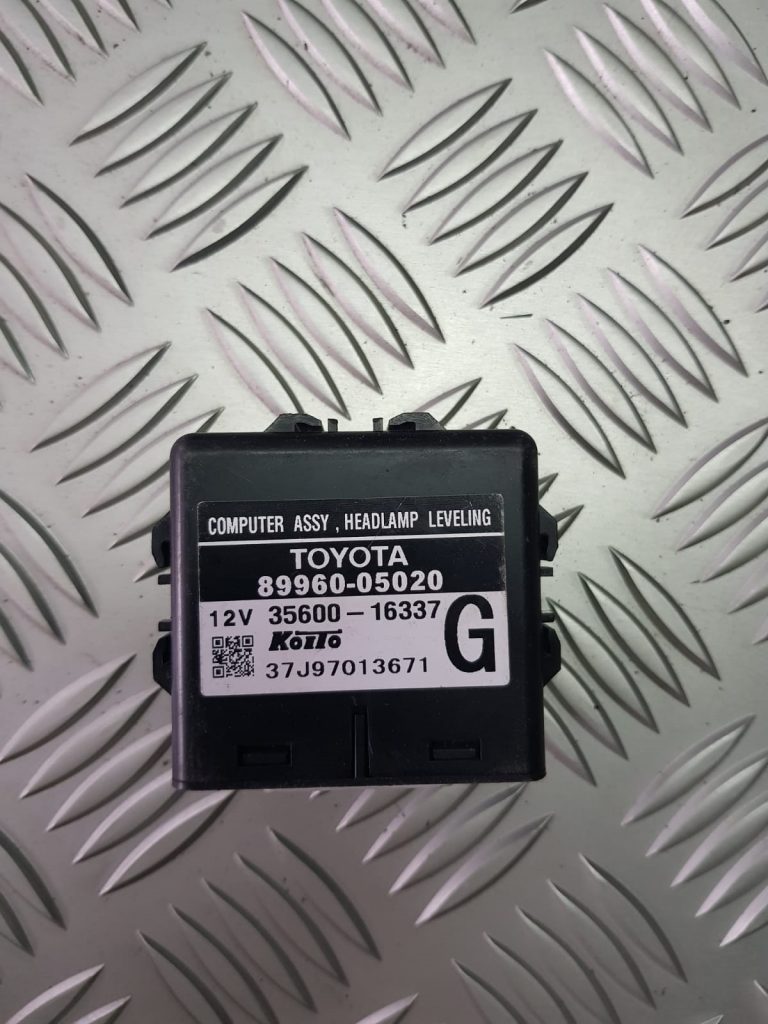 COMPUTER ASSY , HEADLAMP LEVELING
TOYOTA
89960-05020
12V 35600-16337
G
KOITO
37J97013671